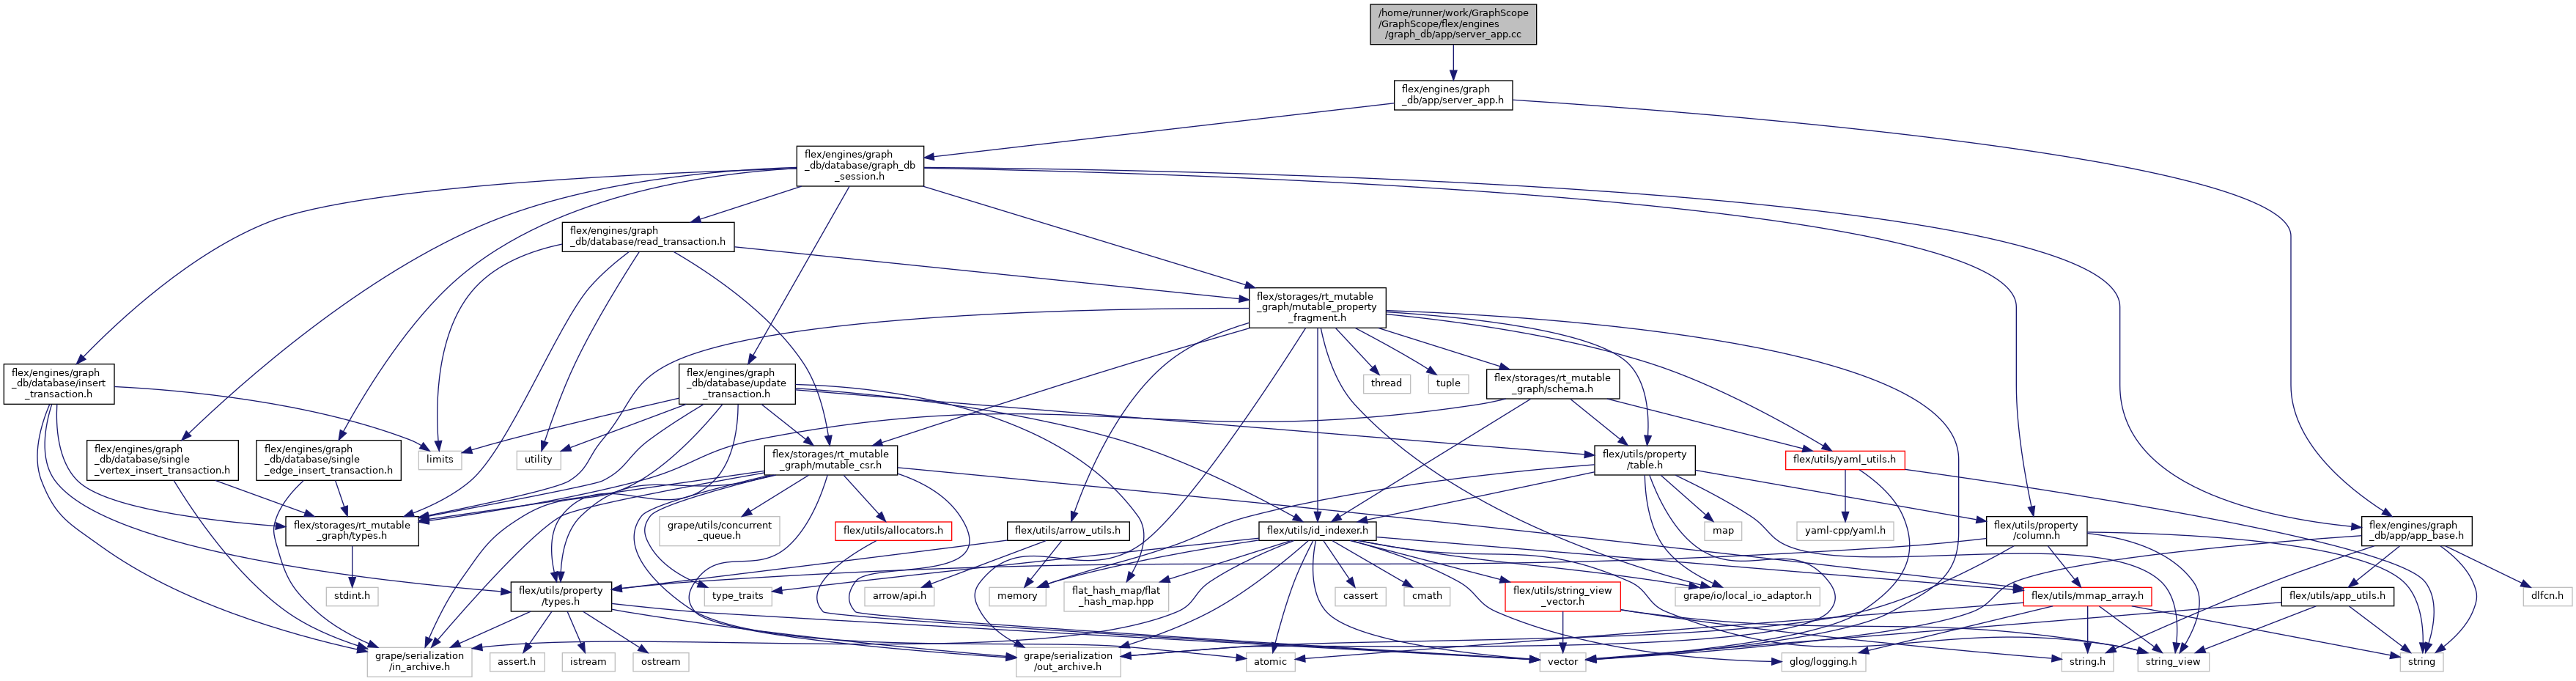 /home/runner/work/GraphScope
/GraphScope/flex/engines
/graph_db/app/server_app.cc
flex/engines/graph
_db/app/server_app.h
flex/engines/graph
_db/database/graph_db
_session.h
flex/engines/graph
_db/database/read_transaction.h
flex/storages/rt_mutable
_graph/mutable_property
_fragment.h
flex/engines/graph
_db/database/insert
_transaction.h
flex/engines/graph
_db/database/update
_transaction.h
thread
tuple
flex/storages/rt_mutable
_graph/schema.h
flex/engines/graph
_db/database/single
_vertex_insert_transaction.h
flex/engines/graph
_db/database/single
_edge_insert_transaction.h
limits
utility
flex/storages/rt_mutable
_graph/mutable_csr.h
flex/utils/property
/table.h
flex/utils/yaml_utils.h
flex/storages/rt_mutable
_graph/types.h
grape/utils/concurrent
_queue.h
flex/utils/allocators.h
flex/utils/arrow_utils.h
flex/utils/id_indexer.h
map
yaml-cpp/yaml.h
flex/utils/property
/column.h
flex/engines/graph
_db/app/app_base.h
stdint.h
flex/utils/property
/types.h
type_traits
arrow/api.h
memory
flat_hash_map/flat
_hash_map.hpp
cassert
cmath
flex/utils/string_view
_vector.h
grape/io/local_io_adaptor.h
flex/utils/mmap_array.h
flex/utils/app_utils.h
dlfcn.h
grape/serialization
/in_archive.h
assert.h
istream
ostream
grape/serialization
/out_archive.h
atomic
vector
glog/logging.h
string.h
string_view
string